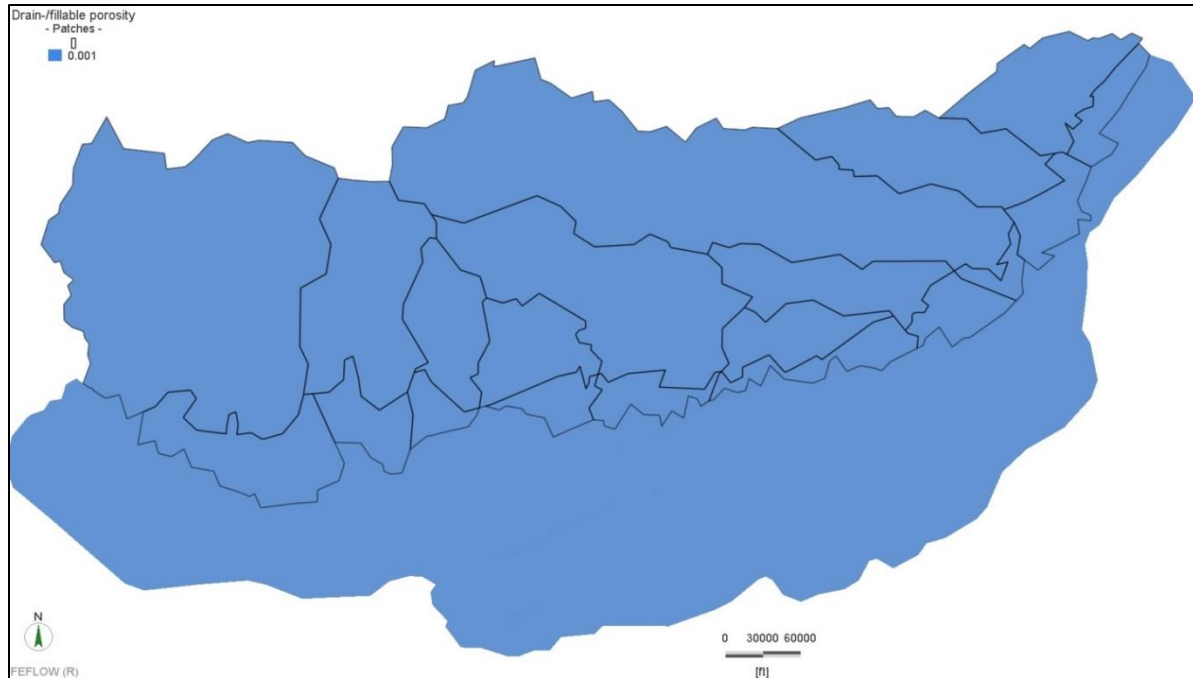 Drain-/fillable porosity
- Patches -
[]
0.001
N
FEFLOW (R)
0 30000 60000
[ft]